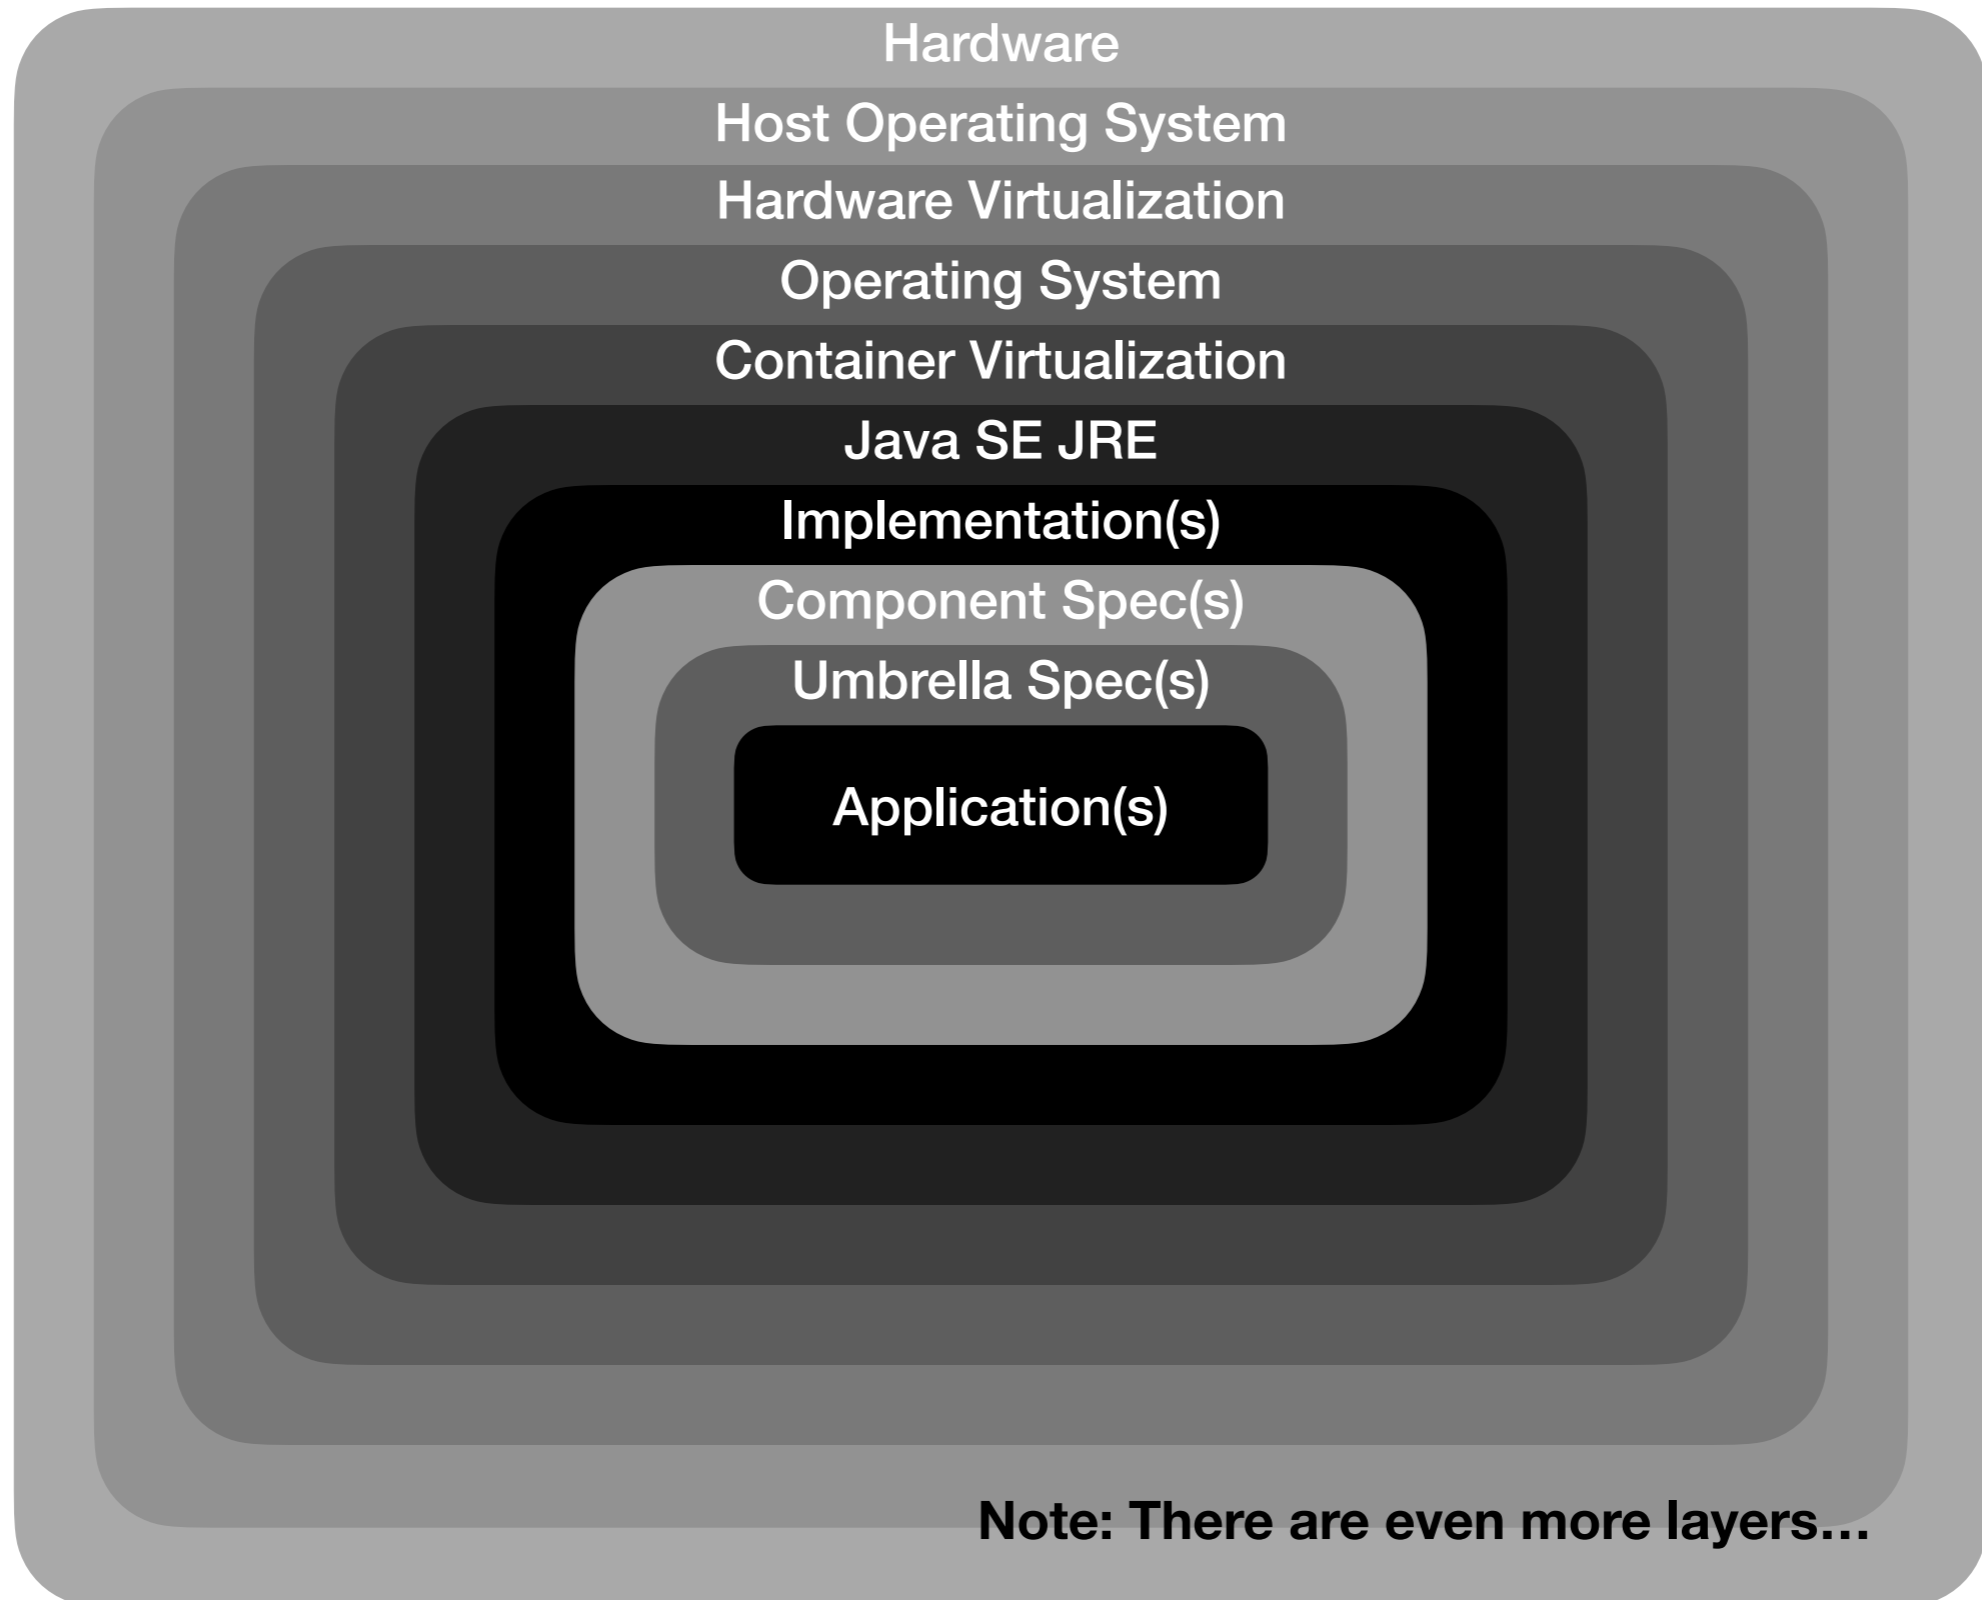 Hardware
Host Operating System
Hardware Virtualization
Operating System
Container Virtualization
Java SE JRE
Implementation(s)
Component Spec(s)
Umbrella Spec(s)
Application(s)
Note: There are even more layers…